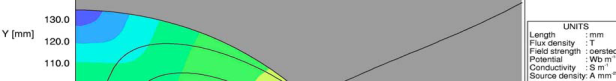 130.0
Y [mm]
120.0
110.0
UNITS
Length : mm
Flux density : T
Field strength : oersted
Potential : Wb m⁻¹
Conductivity : S m⁻¹
Source density: A mm⁻²